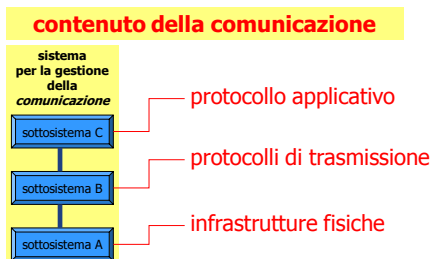 contenuto della comunicazione
sistema
per la gestione
della
comunicazione
sottosistema C
protocollo applicativo
sottosistema B
protocolli di trasmissione
sottosistema A
infrastrutture fisiche